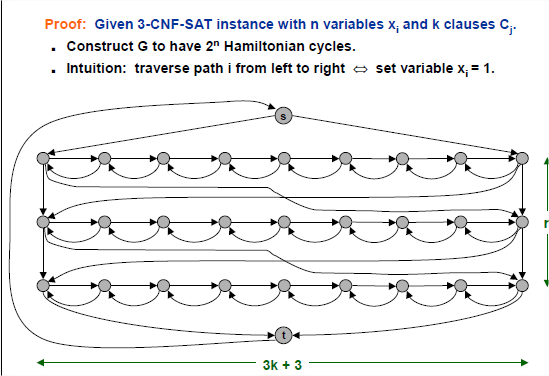 Proof: Given 3-CNF-SAT instance with n variables xᵢ and k clauses Cⱼ.
▪ Construct G to have 2ⁿ Hamiltonian cycles.
▪ Intuition: traverse path i from left to right ⇔ set variable xᵢ = 1.
s
t
3k + 3